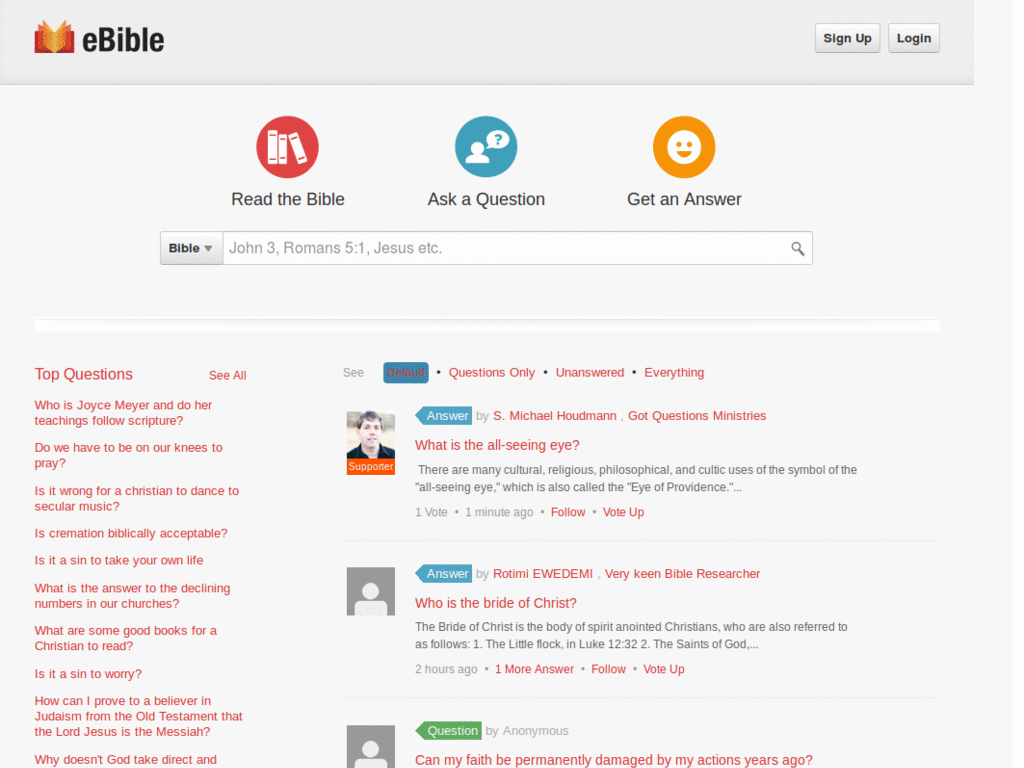 eBible
Sign Up
Login
Read the Bible
Ask a Question
Get an Answer
Bible
John 3, Romans 5:1, Jesus etc.
Top Questions
See All
Who is Joyce Meyer and do her
teachings follow scripture?
Do we have to be on our knees to
pray?
Is it wrong for a christian to dance to
secular music?
Is cremation biblically acceptable?
Is it a sin to take your own life
What is the answer to the declining
numbers in our churches?
What are some good books for a
Christian to read?
Is it a sin to worry?
How can I prove to a believer in
Judaism from the Old Testament that
the Lord Jesus is the Messiah?
Why doesn't God take direct and
See Default • Questions Only • Unanswered • Everything
Supporter
Answer by S. Michael Houdmann , Got Questions Ministries
What is the all-seeing eye?
There are many cultural, religious, philosophical, and cultic uses of the symbol of the
"all-seeing eye," which is also called the "Eye of Providence."...
1 Vote • 1 minute ago • Follow • Vote Up
Answer by Rotimi EWEDEMI , Very keen Bible Researcher
Who is the bride of Christ?
The Bride of Christ is the body of spirit anointed Christians, who are also referred to
as follows: 1. The Little flock, in Luke 12:32 2. The Saints of God,...
2 hours ago • 1 More Answer • Follow • Vote Up
Question by Anonymous
Can my faith be permanently damaged by my actions years ago?